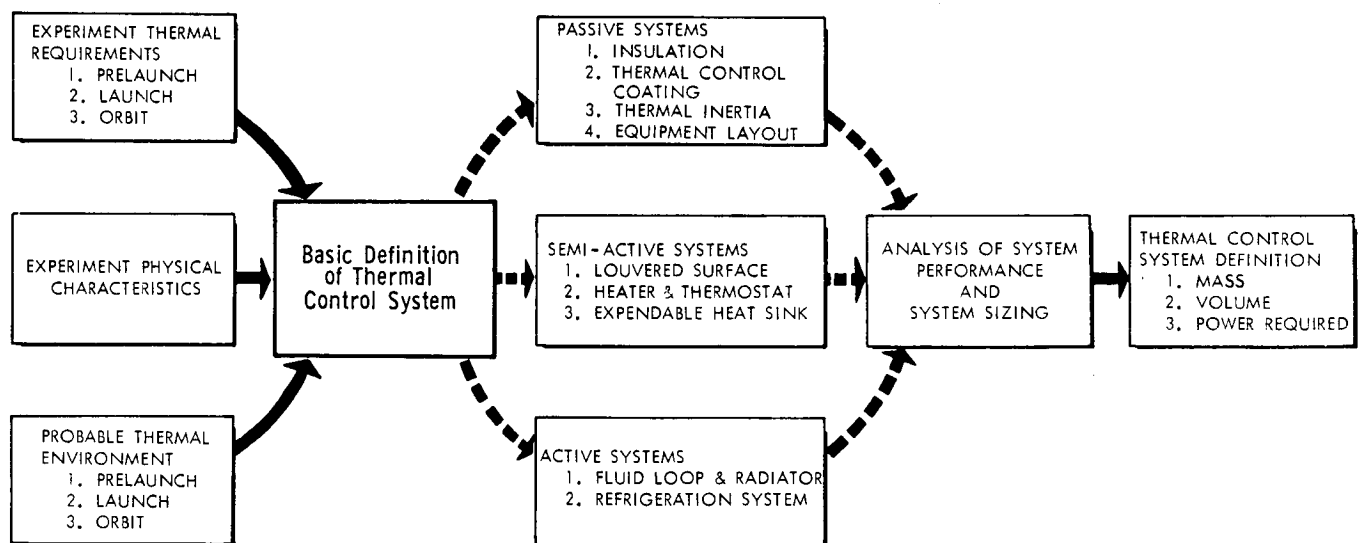 EXPERIMENT THERMAL
REQUIREMENTS
1. PRELAUNCH
2. LAUNCH
3. ORBIT
EXPERIMENT PHYSICAL
CHARACTERISTICS
PROBABLE THERMAL
ENVIRONMENT
1. PRELAUNCH
2. LAUNCH
3. ORBIT
Basic Definition
of Thermal
Control System
PASSIVE SYSTEMS
1. INSULATION
2. THERMAL CONTROL
COATING
3. THERMAL INERTIA
4. EQUIPMENT LAYOUT
SEMI-ACTIVE SYSTEMS
1. LOUVERED SURFACE
2. HEATER & THERMOSTAT
3. EXPENDABLE HEAT SINK
ACTIVE SYSTEMS
1. FLUID LOOP & RADIATOR
2. REFRIGERATION SYSTEM
ANALYSIS OF SYSTEM
PERFORMANCE
AND
SYSTEM SIZING
THERMAL CONTROL
SYSTEM DEFINITION
1. MASS
2. VOLUME
3. POWER REQUIRED